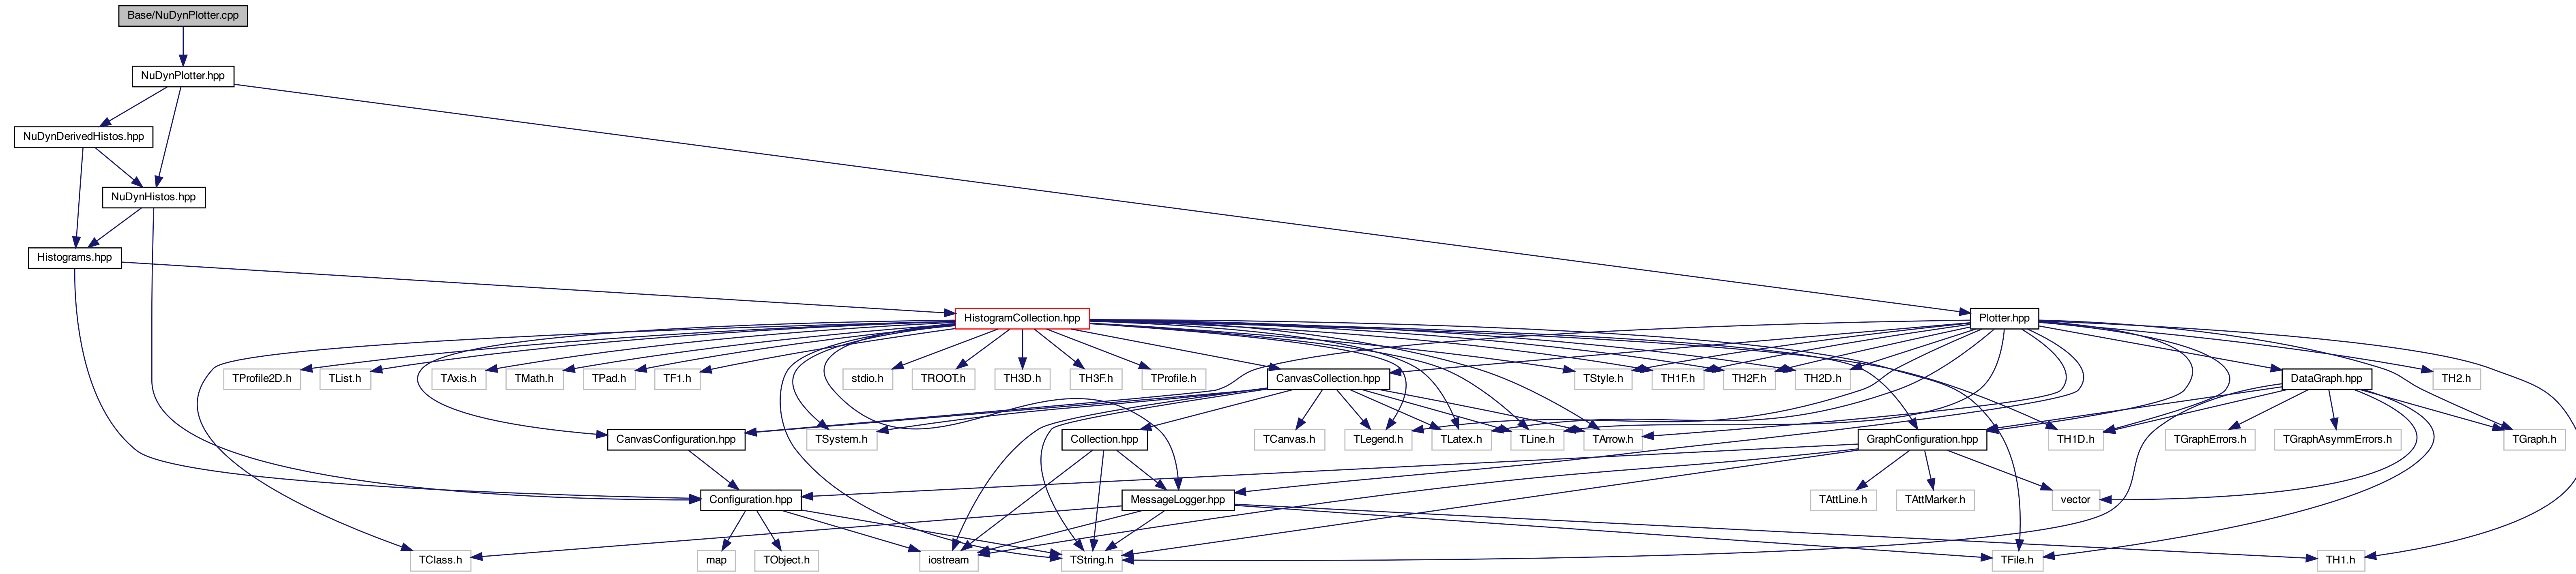 Base/NuDynPlotter.cpp
NuDynPlotter.hpp
NuDynDerivedHistos.hpp
NuDynHistos.hpp
Histograms.hpp
HistogramCollection.hpp
Plotter.hpp
TProfile2D.h
TList.h
TAxis.h
TMath.h
TPad.h
TF1.h
stdio.h
TROOT.h
TH3D.h
TH3F.h
TProfile.h
CanvasCollection.hpp
TStyle.h
TH1F.h
TH2F.h
TH2D.h
DataGraph.hpp
TH2.h
CanvasConfiguration.hpp
TSystem.h
Collection.hpp
TCanvas.h
TLegend.h
TLatex.h
TLine.h
TArrow.h
GraphConfiguration.hpp
TH1D.h
TGraphErrors.h
TGraphAsymmErrors.h
TGraph.h
Configuration.hpp
MessageLogger.hpp
TAttLine.h
TAttMarker.h
vector
TClass.h
map
TObject.h
iostream
TString.h
TFile.h
TH1.h